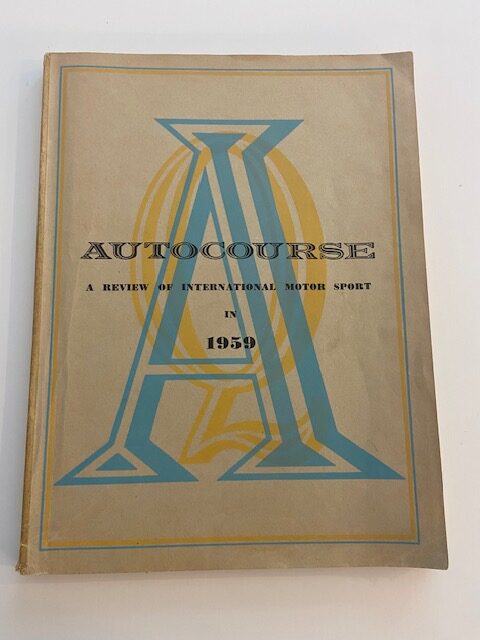 A
AUTOCOURSE
A REVIEW OF INTERNATIONAL MOTOR SPORT
IN
1959